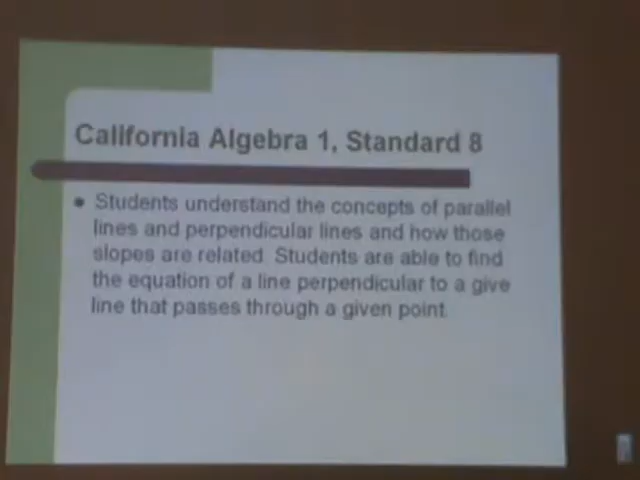 California Algebra 1, Standard 8
Students understand the concepts of parallel
lines and perpendicular lines and how those
slopes are related. Students are able to find
the equation of a line perpendicular to a give
line that passes through a given point.